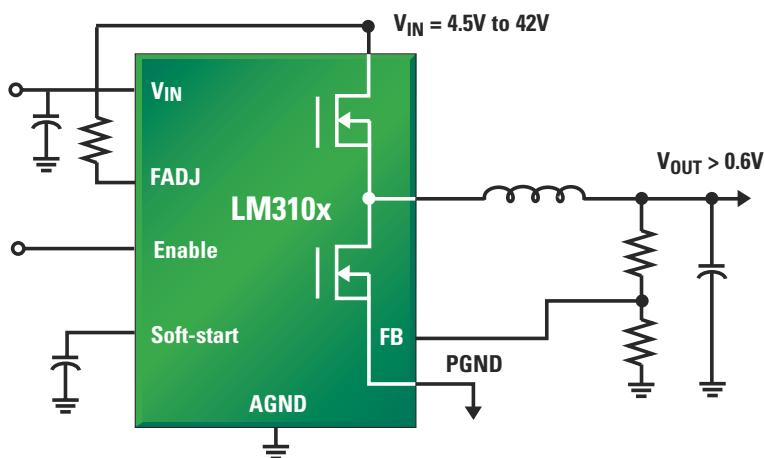 VIN = 4.5V to 42V
VIN
FADJ
LM310x
VOUT > 0.6V
Enable
Soft-start
FB
PGND
AGND